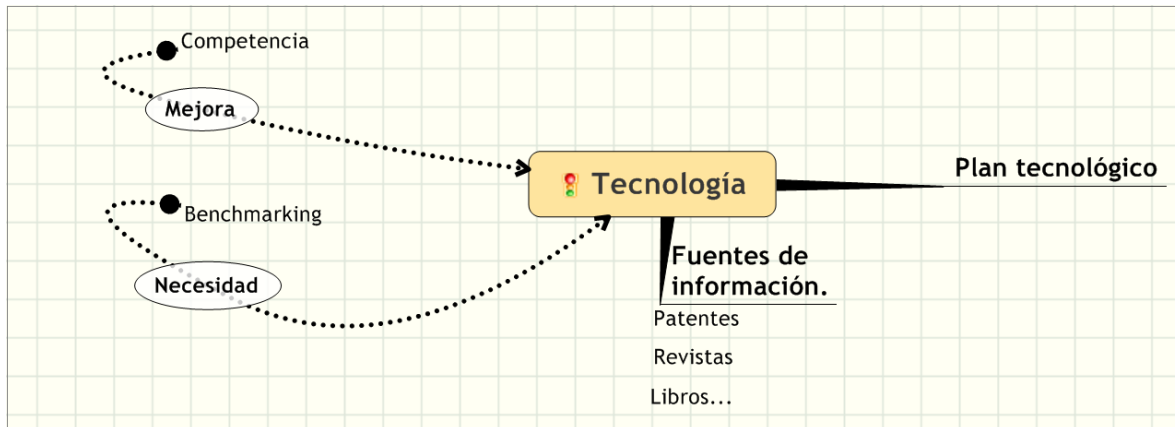 Competencia
Mejora
Benchmarking
Necesidad
Tecnología
Plan tecnológico
Fuentes de
información.
Patentes
Revistas
Libros...